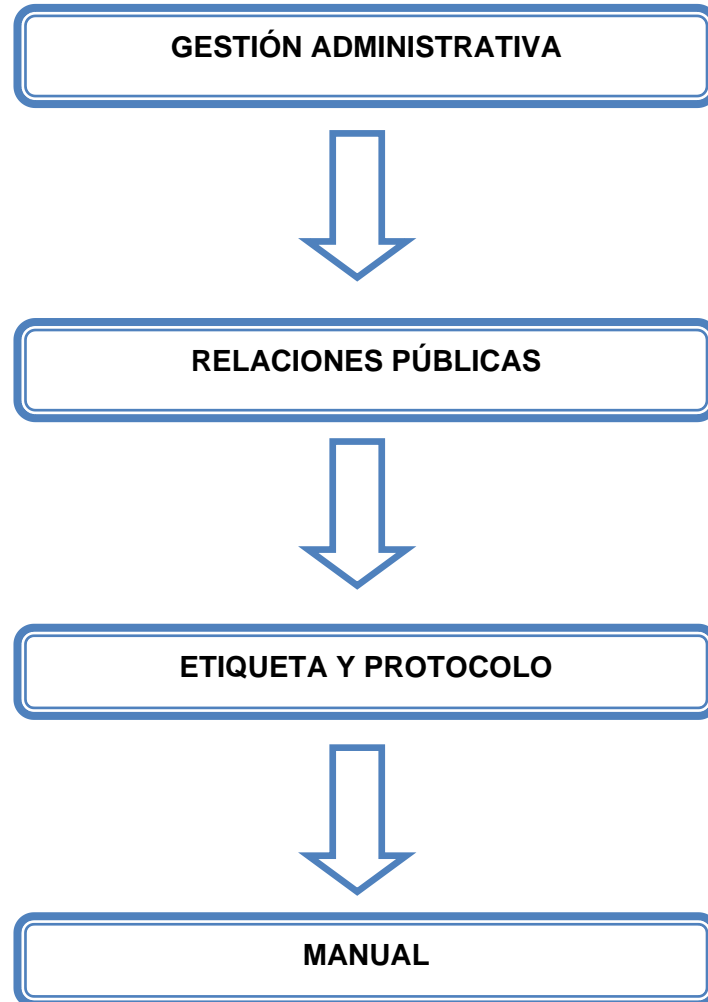 GESTIÓN ADMINISTRATIVA
RELACIONES PÚBLICAS
ETIQUETA Y PROTOCOLO
MANUAL